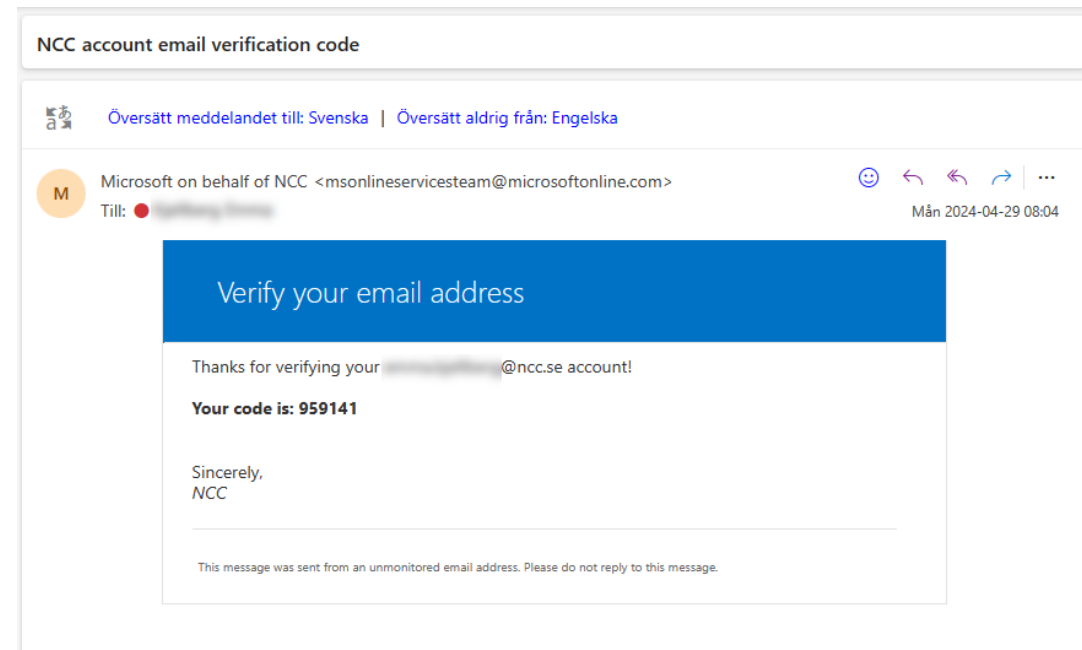 NCC account email verification code
Översätt meddelandet till: Svenska | Översätt aldrig från: Engelska
M
Microsoft on behalf of NCC <msonlineservicesteam@microsoftonline.com>
Till:
Mån 2024-04-29 08:04
Verify your email address
Thanks for verifying your @ncc.se account!
Your code is: 959141
Sincerely,
NCC
This message was sent from an unmonitored email address. Please do not reply to this message.